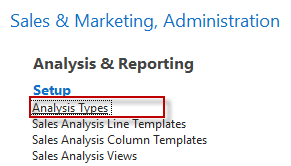 Sales & Marketing, Administration
Analysis & Reporting
Setup
Analysis Types
Sales Analysis Line Templates
Sales Analysis Column Templates
Sales Analysis Views